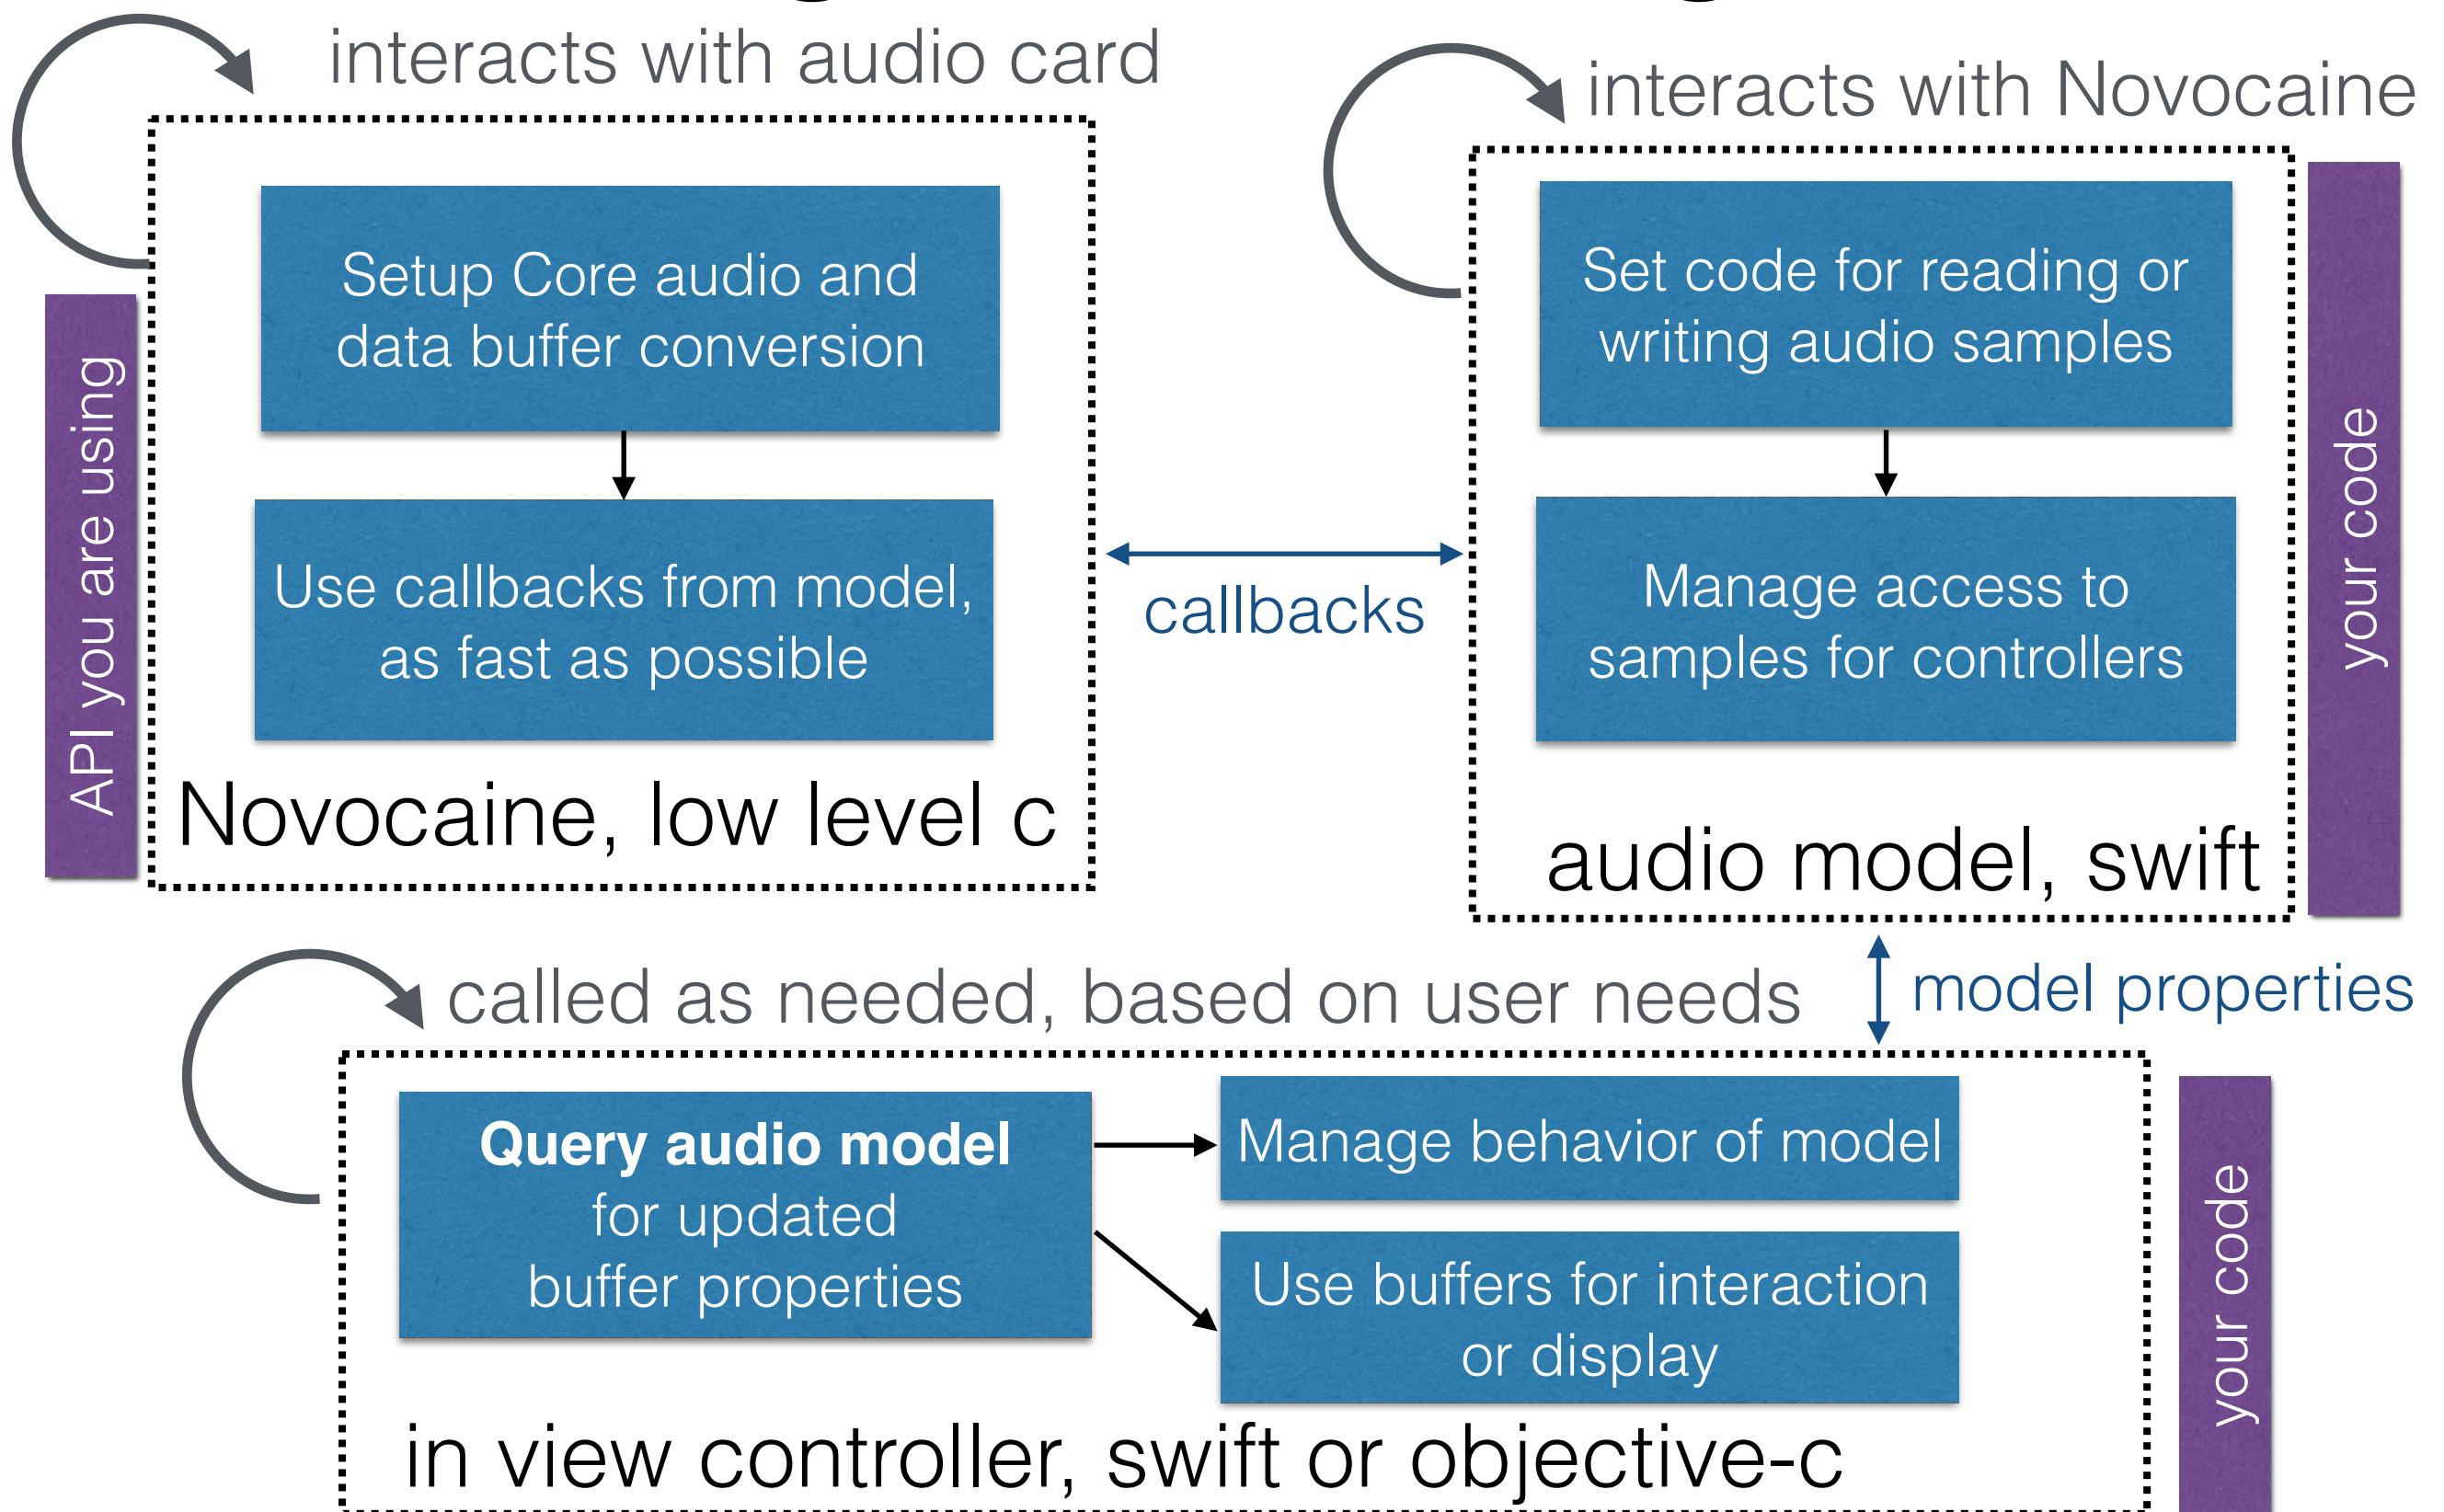 interacts with audio card
interacts with Novocaine
API you are using
Setup Core audio and
data buffer conversion
Use callbacks from model,
as fast as possible
Novocaine, low level c
callbacks
Set code for reading or
writing audio samples
Manage access to
samples for controllers
audio model, swift
your code
called as needed, based on user needs
model properties
Query audio model
for updated
buffer properties
Manage behavior of model
Use buffers for interaction
or display
in view controller, swift or objective-c
your code